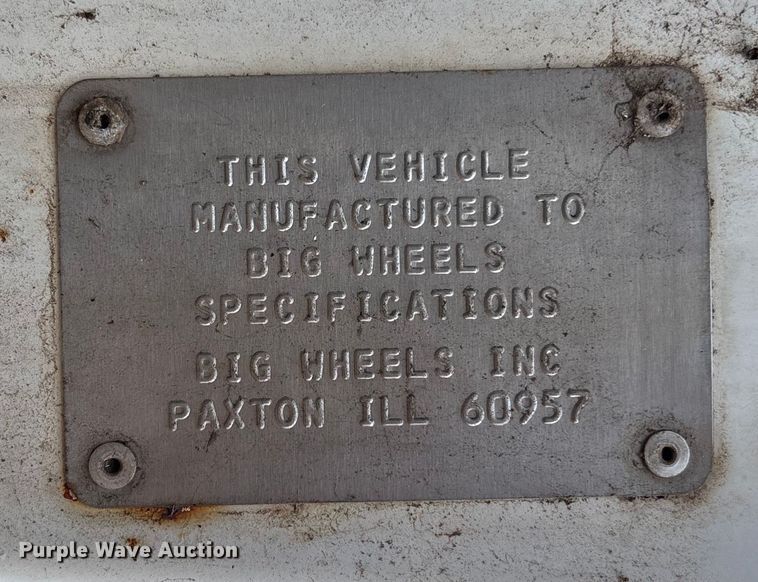 THIS VEHICLE
MANUFACTURED TO
BIG WHEELS
SPECIFICATIONS
BIG WHEELS INC
PAXTON ILL 60957
Purple Wave Auction